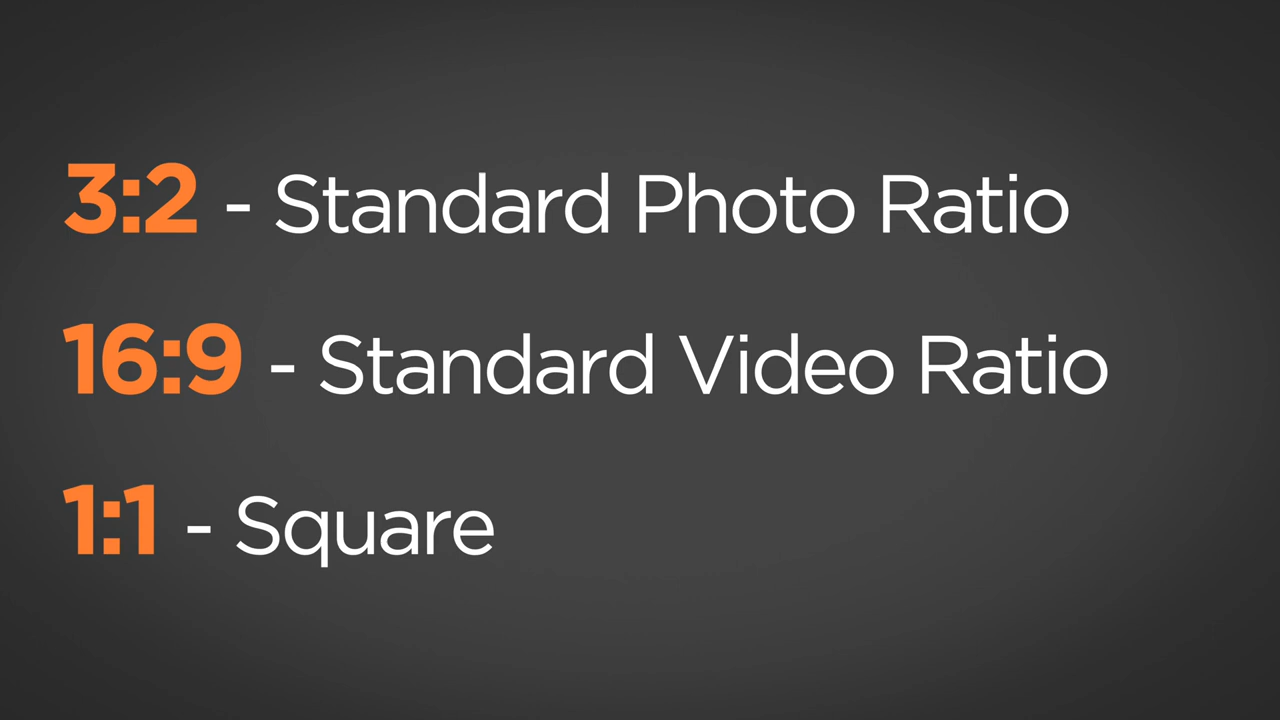 3:2 - Standard Photo Ratio
16:9 - Standard Video Ratio
1:1 - Square